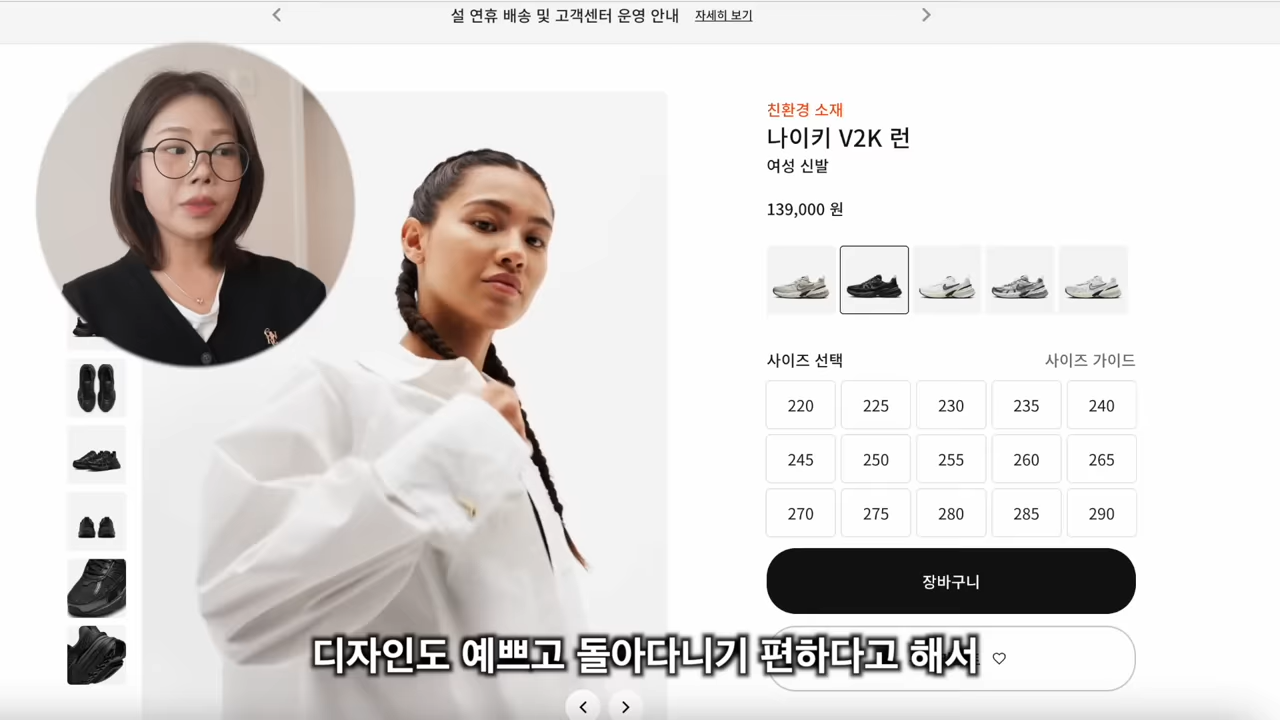 설 연휴 배송 및 고객센터 운영 안내 자세히 보기
친환경 소재
나이키 V2K 런
여성 신발
139,000 원
사이즈 선택 사이즈 가이드
220 225 230 235 240
245 250 255 260 265
270 275 280 285 290
장바구니
디자인도 예쁘고 돌아다니기 편하다고 해서